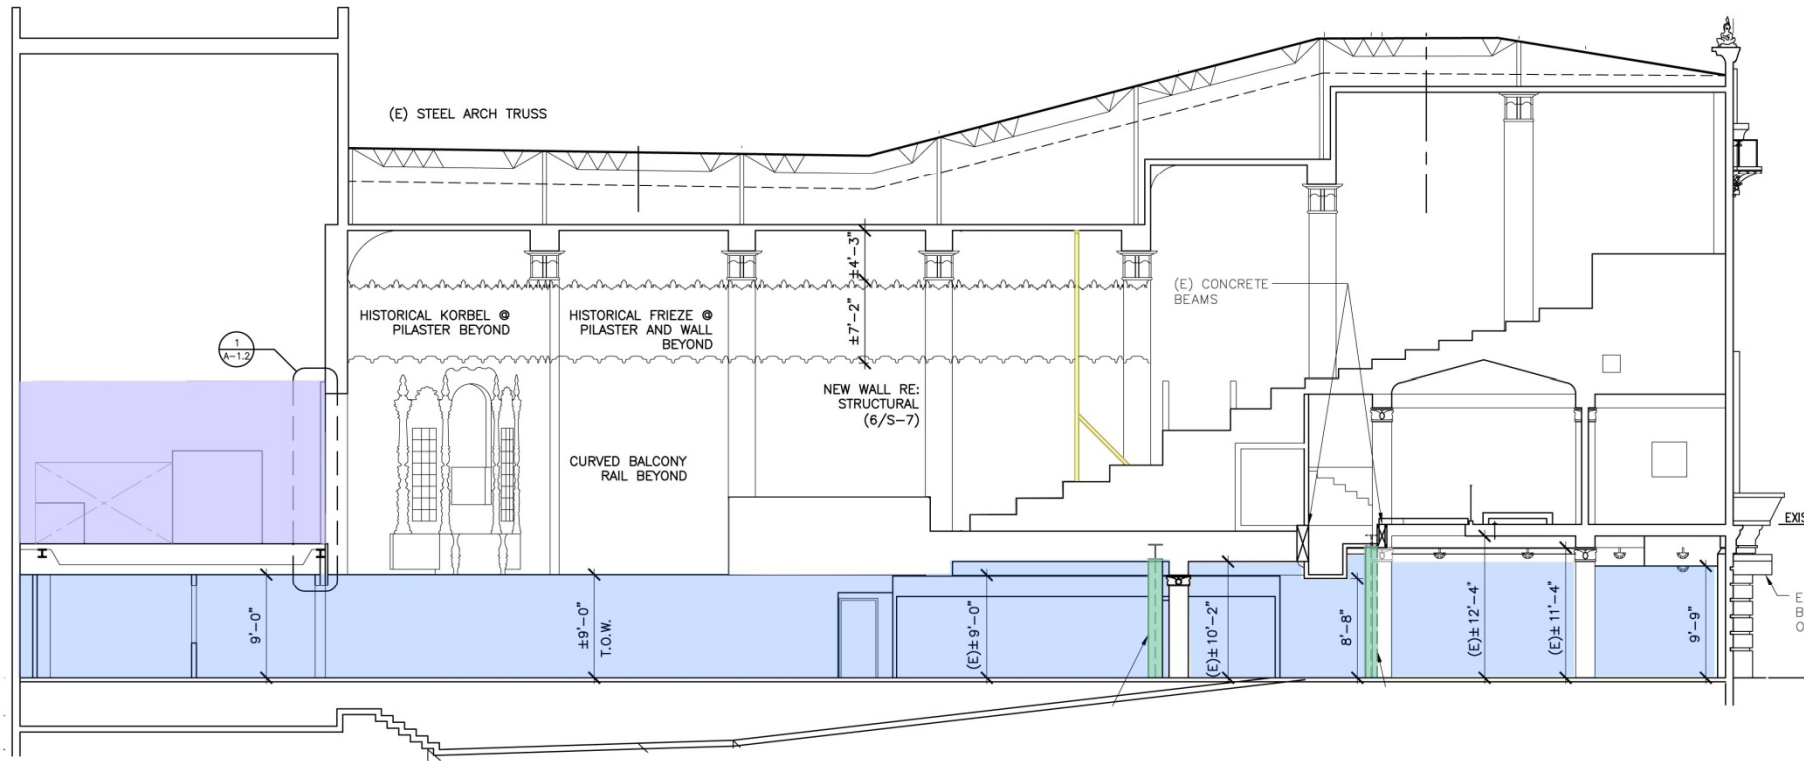 (E) STEEL ARCH TRUSS
±4'-3"
(E) CONCRETE
BEAMS
HISTORICAL KORBEL @
PILASTER BEYOND
HISTORICAL FRIEZE @
PILASTER AND WALL
BEYOND
±7'-2"
1
A-1.2
NEW WALL RE:
STRUCTURAL
(6/S-7)
CURVED BALCONY
RAIL BEYOND
EXIS
E
B
O
9'-0"
±9'-0"
T.O.W.
(E)±9'-0"
(E)±10'-2"
8'-8"
(E)±12'-4"
(E)±11'-4"
9'-9"